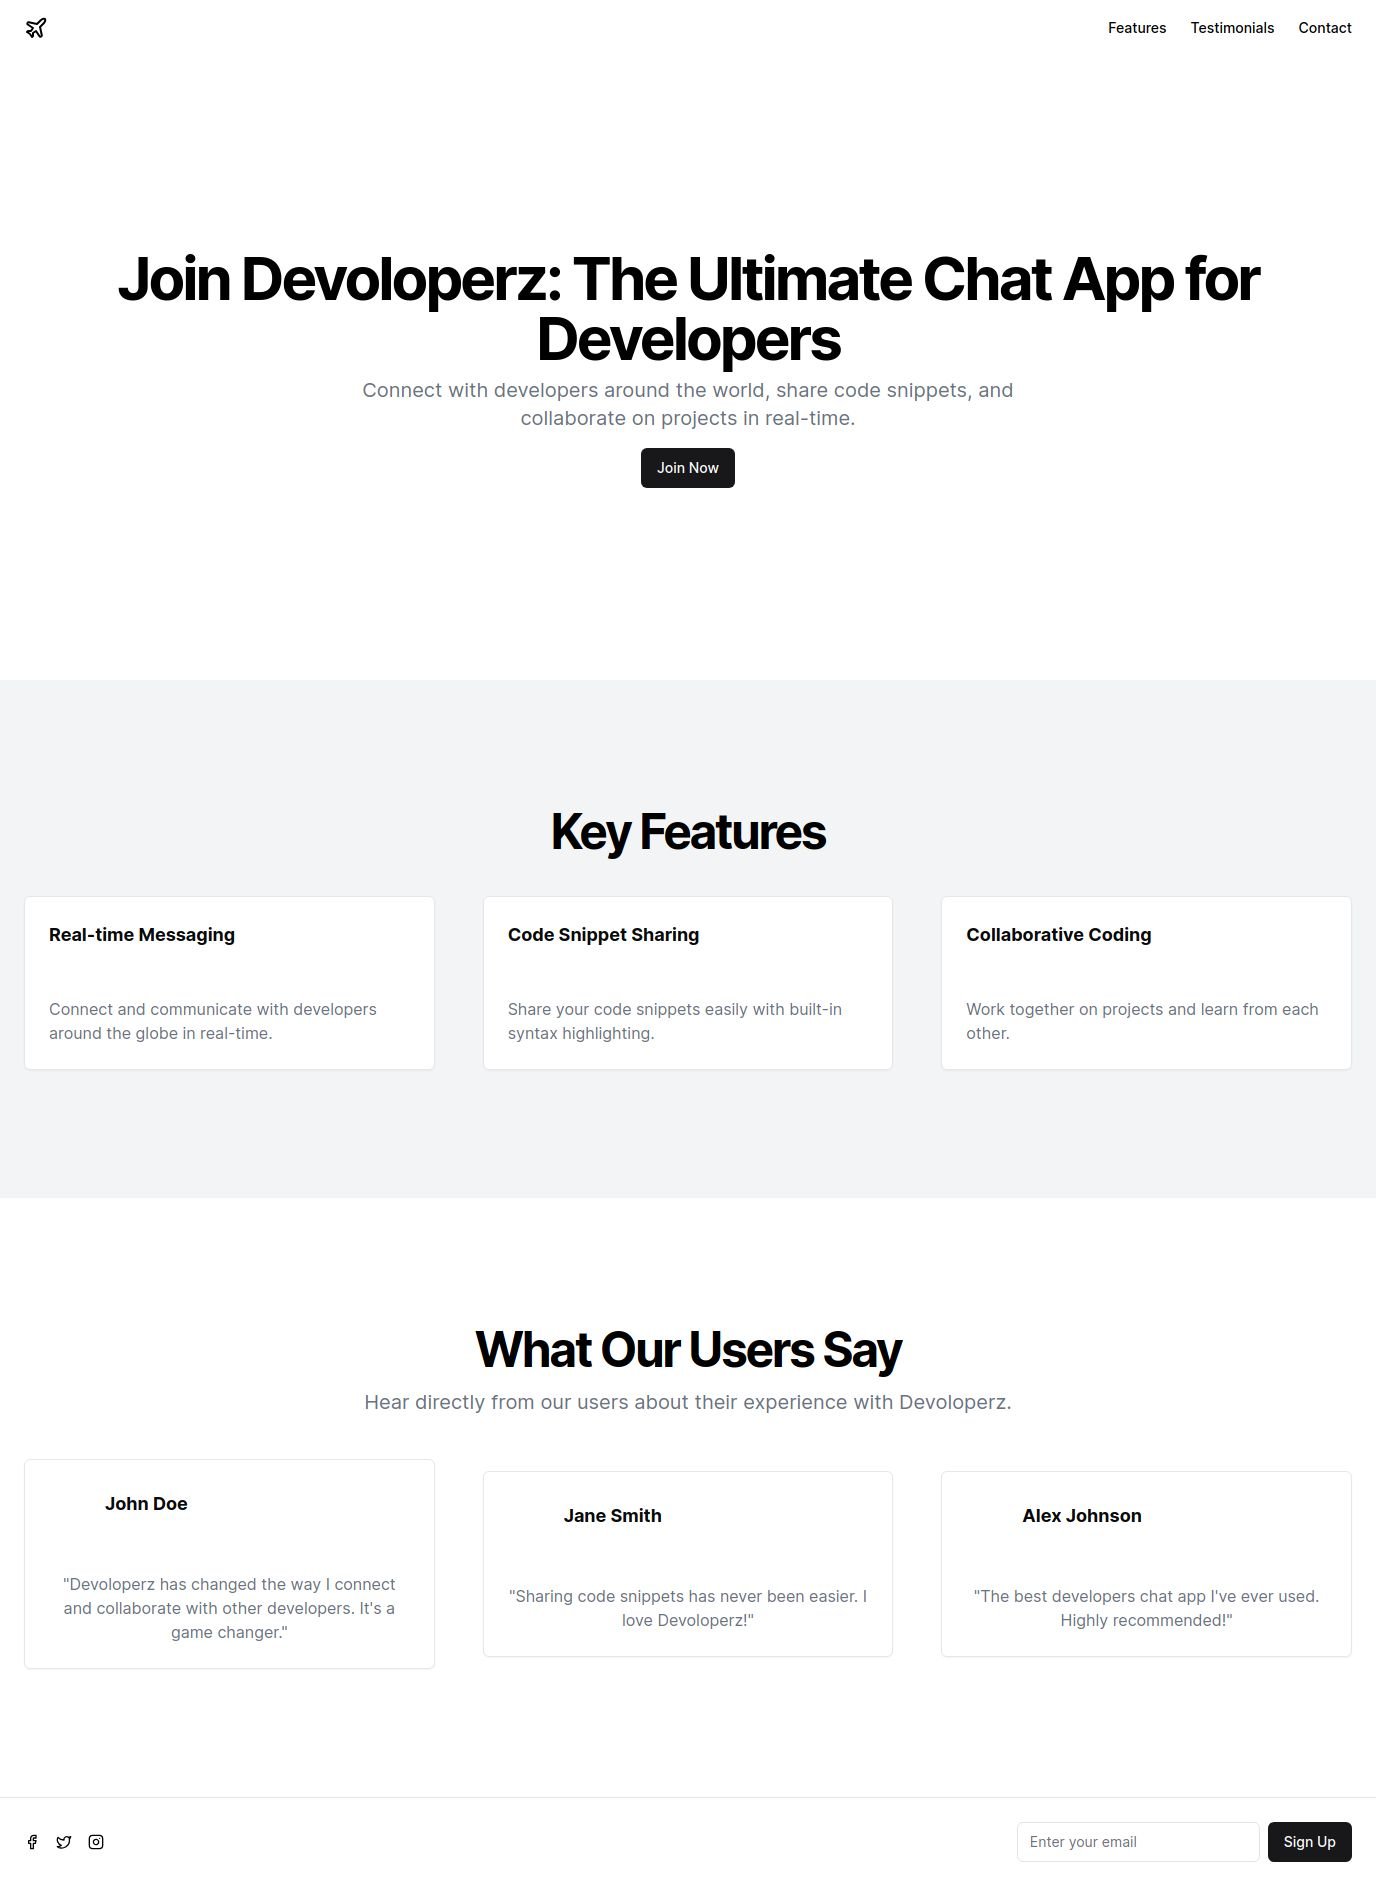 Features
Testimonials
Contact
Join Devoloperz: The Ultimate Chat App for
Developers
Connect with developers around the world, share code snippets, and
collaborate on projects in real-time.
Join Now
Key Features
Real-time Messaging
Connect and communicate with developers
around the globe in real-time.
Code Snippet Sharing
Share your code snippets easily with built-in
syntax highlighting.
Collaborative Coding
Work together on projects and learn from each
other.
What Our Users Say
Hear directly from our users about their experience with Devoloperz.
John Doe
"Devoloperz has changed the way I connect
and collaborate with other developers. It's a
game changer."
Jane Smith
"Sharing code snippets has never been easier. I
love Devoloperz!"
Alex Johnson
"The best developers chat app I've ever used.
Highly recommended!"
Enter your email
Sign Up